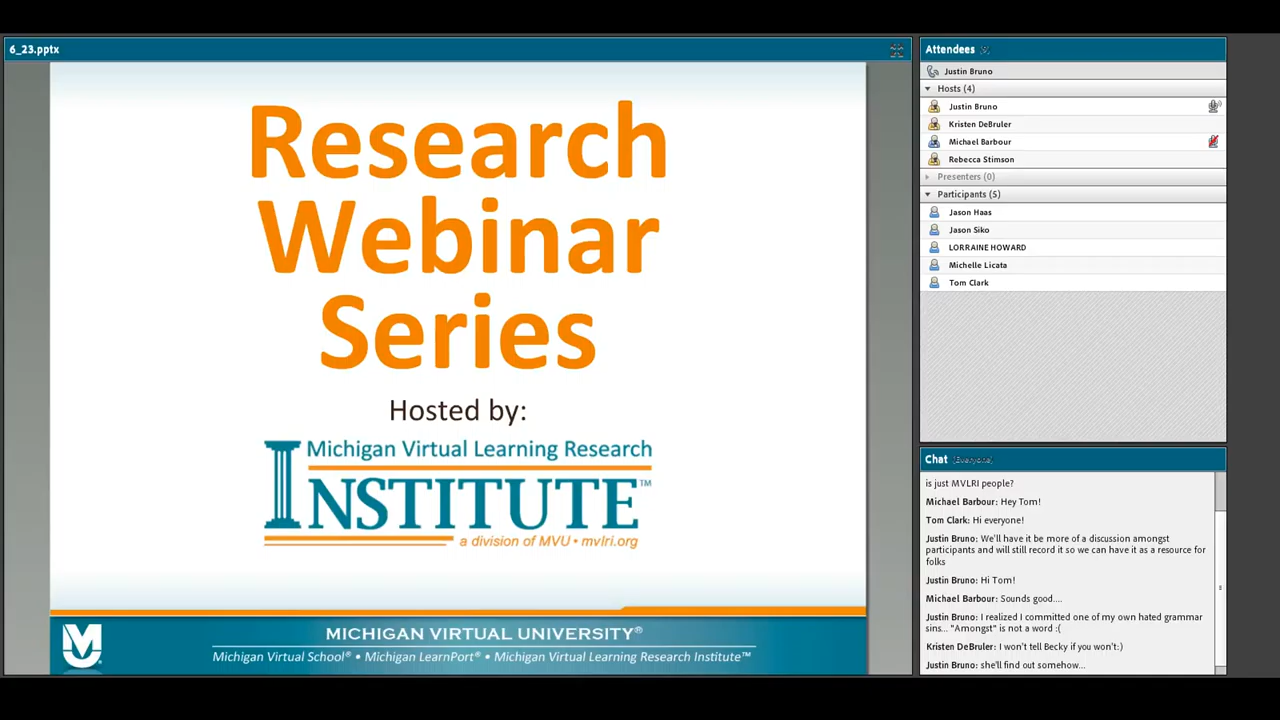 6_23.pptx
Research
Webinar
Series
Hosted by:
Michigan Virtual Learning Research
INSTITUTE™
a division of MVU • mvlri.org
MICHIGAN VIRTUAL UNIVERSITY®
Michigan Virtual School® • Michigan LearnPort® • Michigan Virtual Learning Research Institute™
Attendees
Justin Bruno
Hosts (4)
Justin Bruno
Kristen DeBruler
Michael Barbour
Rebecca Stimson
Presenters (0)
Participants (5)
Jason Haas
Jason Siko
LORRAINE HOWARD
Michelle Licata
Tom Clark
Chat (Everyone)
is just MVLRI people?
Michael Barbour: Hey Tom!
Tom Clark: Hi everyone!
Justin Bruno: We'll have it be more of a discussion amongst
participants and will still record it so we can have it as a resource for
folks
Justin Bruno: Hi Tom!
Michael Barbour: Sounds good....
Justin Bruno: I realized I committed one of my own hated grammar
sins... "Amongst" is not a word :(
Kristen DeBruler: I won't tell Becky if you won't:)
Justin Bruno: she'll find out somehow...